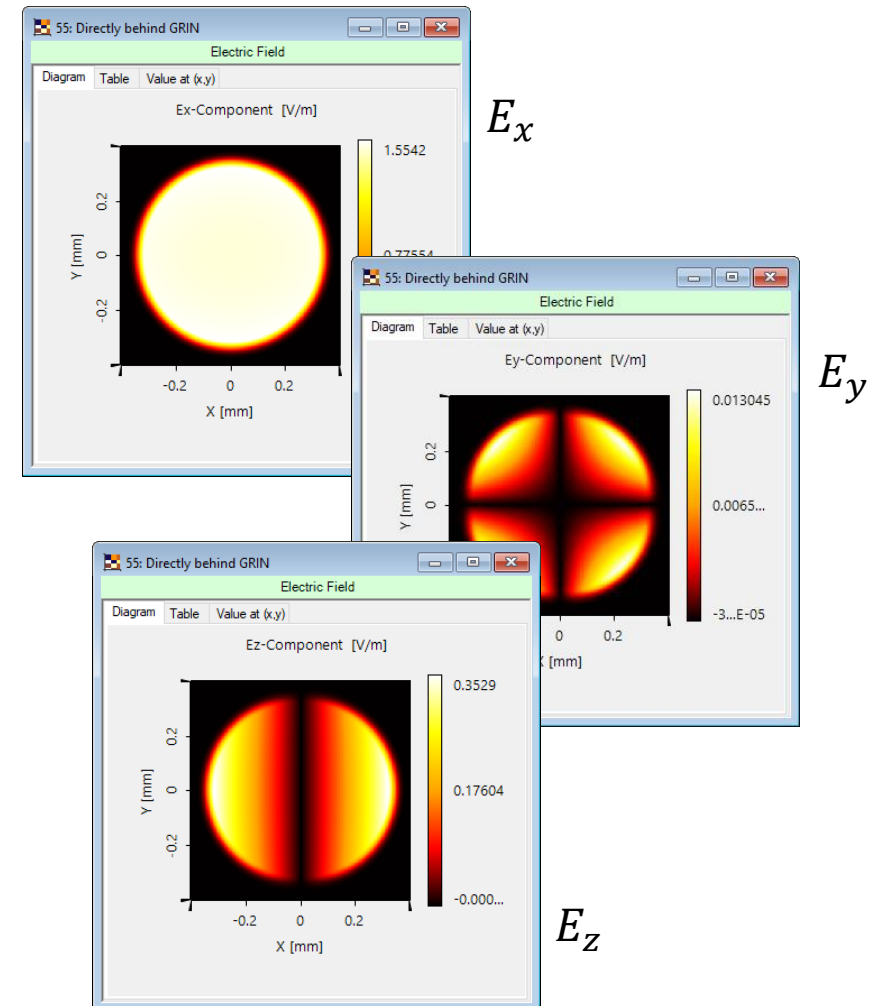 55: Directly behind GRIN
Electric Field
Diagram Table Value at (x,y)
Ex-Component [V/m]
1.5542
0.77554
0.2
0
-0.2
Y [mm]
-0.2 0 0.2
X [mm]
E_x
55: Directly behind GRIN
Electric Field
Diagram Table Value at (x,y)
Ey-Component [V/m]
0.013045
0.0065...
-3...E-05
0.2
0
Y [mm]
0 0.2
[mm]
E_y
55: Directly behind GRIN
Electric Field
Diagram Table Value at (x,y)
Ez-Component [V/m]
0.3529
0.17604
-0.000...
0.2
0
-0.2
Y [mm]
-0.2 0 0.2
X [mm]
E_z